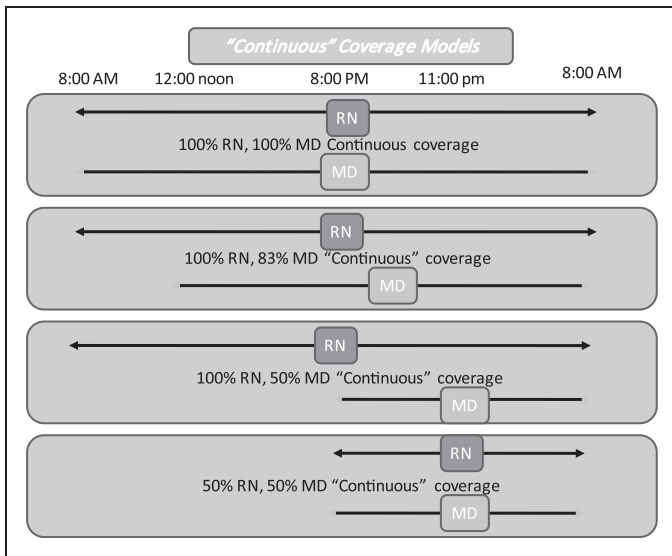 "Continuous" Coverage Models
8:00 AM 12:00 noon 8:00 PM 11:00 pm 8:00 AM
RN
100% RN, 100% MD Continuous coverage
MD
RN
100% RN, 83% MD "Continuous" coverage
MD
RN
100% RN, 50% MD "Continuous" coverage
MD
RN
50% RN, 50% MD "Continuous" coverage
MD